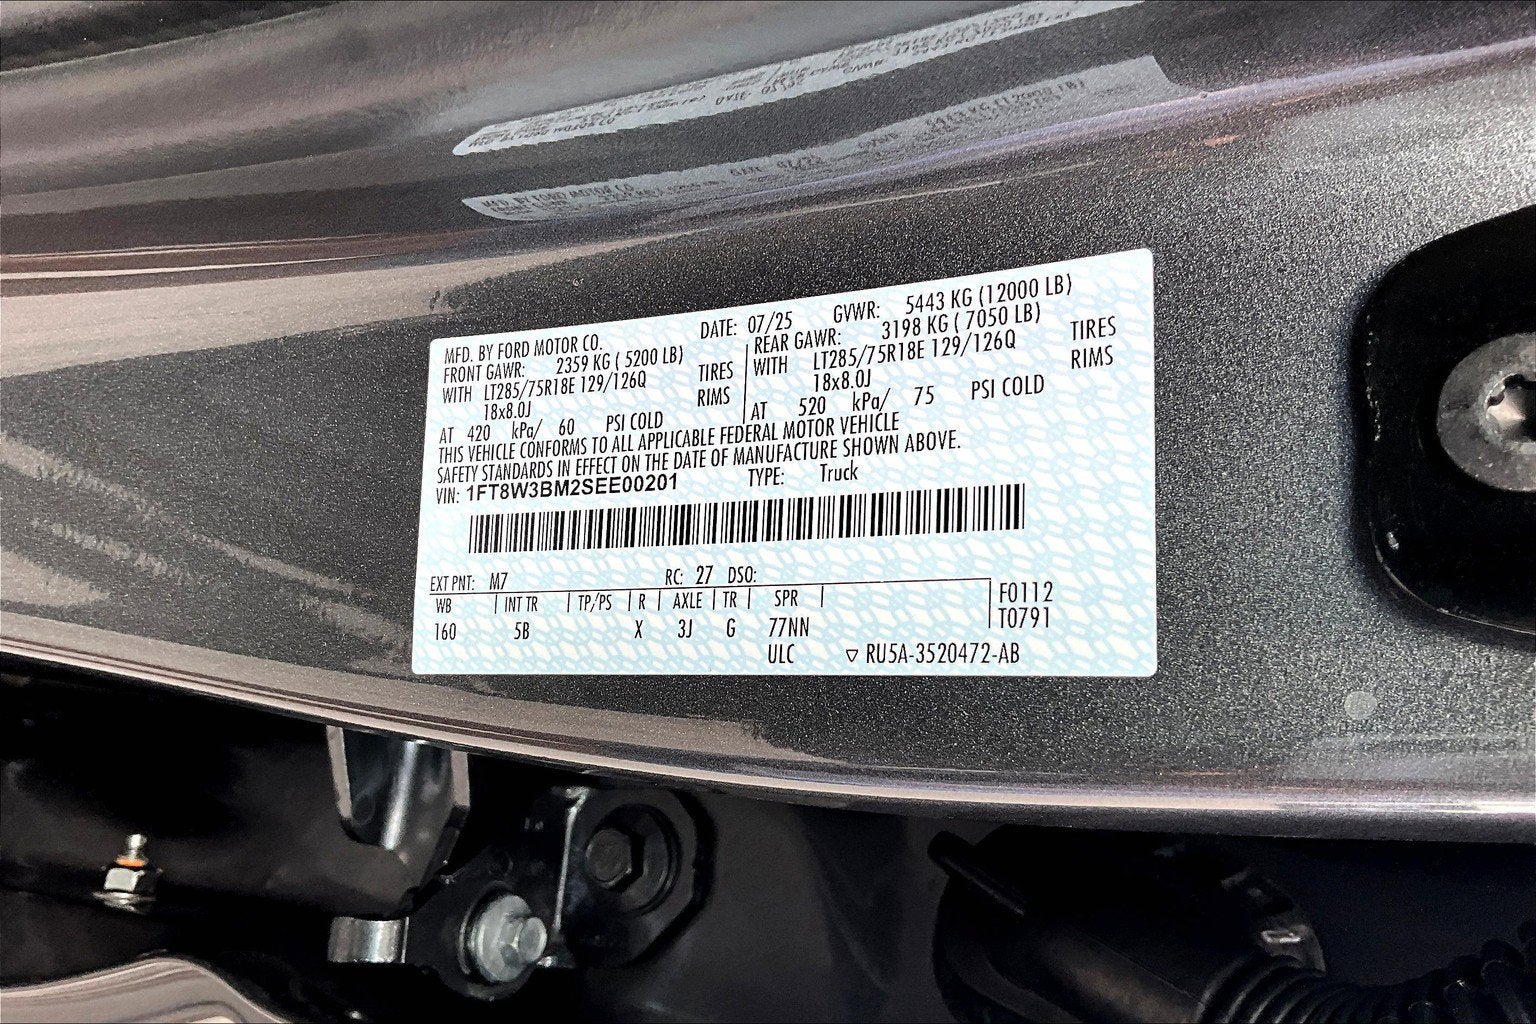 MFD. BY FORD MOTOR CO. DATE: 07/25 GVWR: 5443 KG (12000 LB)
FRONT GAWR: 2359 KG ( 5200 LB) REAR GAWR: 3198 KG ( 7050 LB)
WITH LT285/75R18E 129/126Q TIRES WITH LT285/75R18E 129/126Q TIRES
18x8.0J RIMS 18x8.0J RIMS
AT 420 kPa/ 60 PSI COLD AT 520 kPa/ 75 PSI COLD
THIS VEHICLE CONFORMS TO ALL APPLICABLE FEDERAL MOTOR VEHICLE
SAFETY STANDARDS IN EFFECT ON THE DATE OF MANUFACTURE SHOWN ABOVE.
VIN: 1FT8W3BM2SEE00201 TYPE: Truck
EXT PNT: M7 RC: 27 DSO:
WB INT TR TP/PS R AXLE TR SPR F0112
160 5B X 3J G 77NN T0791
ULC ▽ RU5A-3520472-AB